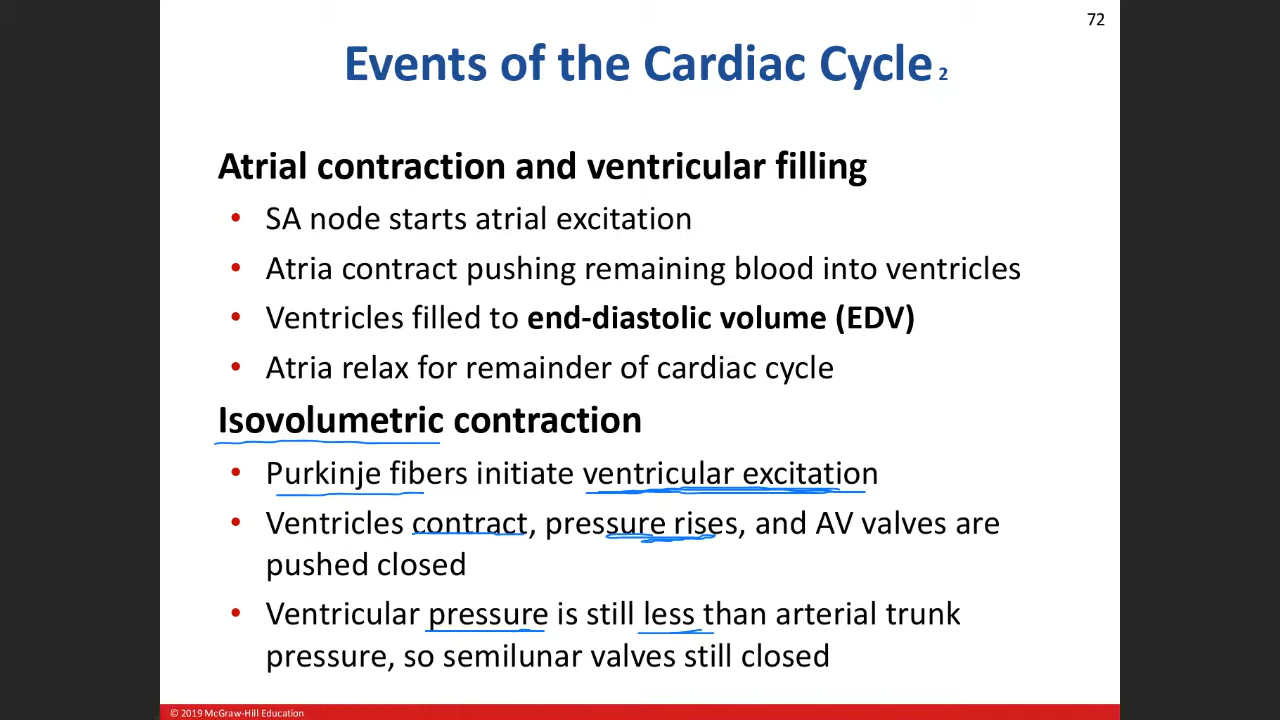 72
Events of the Cardiac Cycle 2
Atrial contraction and ventricular filling
• SA node starts atrial excitation
• Atria contract pushing remaining blood into ventricles
• Ventricles filled to end-diastolic volume (EDV)
• Atria relax for remainder of cardiac cycle
Isovolumetric contraction
• Purkinje fibers initiate ventricular excitation
• Ventricles contract, pressure rises, and AV valves are
pushed closed
• Ventricular pressure is still less than arterial trunk
pressure, so semilunar valves still closed
© 2019 McGraw-Hill Education